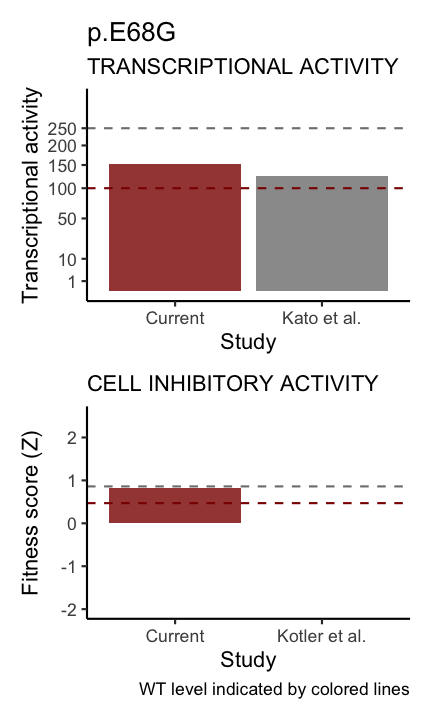 p.E68G
TRANSCRIPTIONAL ACTIVITY
Transcriptional activity
250
200
150
100
50
10
1
Current
Kato et al.
Study
CELL INHIBITORY ACTIVITY
Fitness score (Z)
2
1
0
-1
-2
Current
Kotler et al.
Study
WT level indicated by colored lines